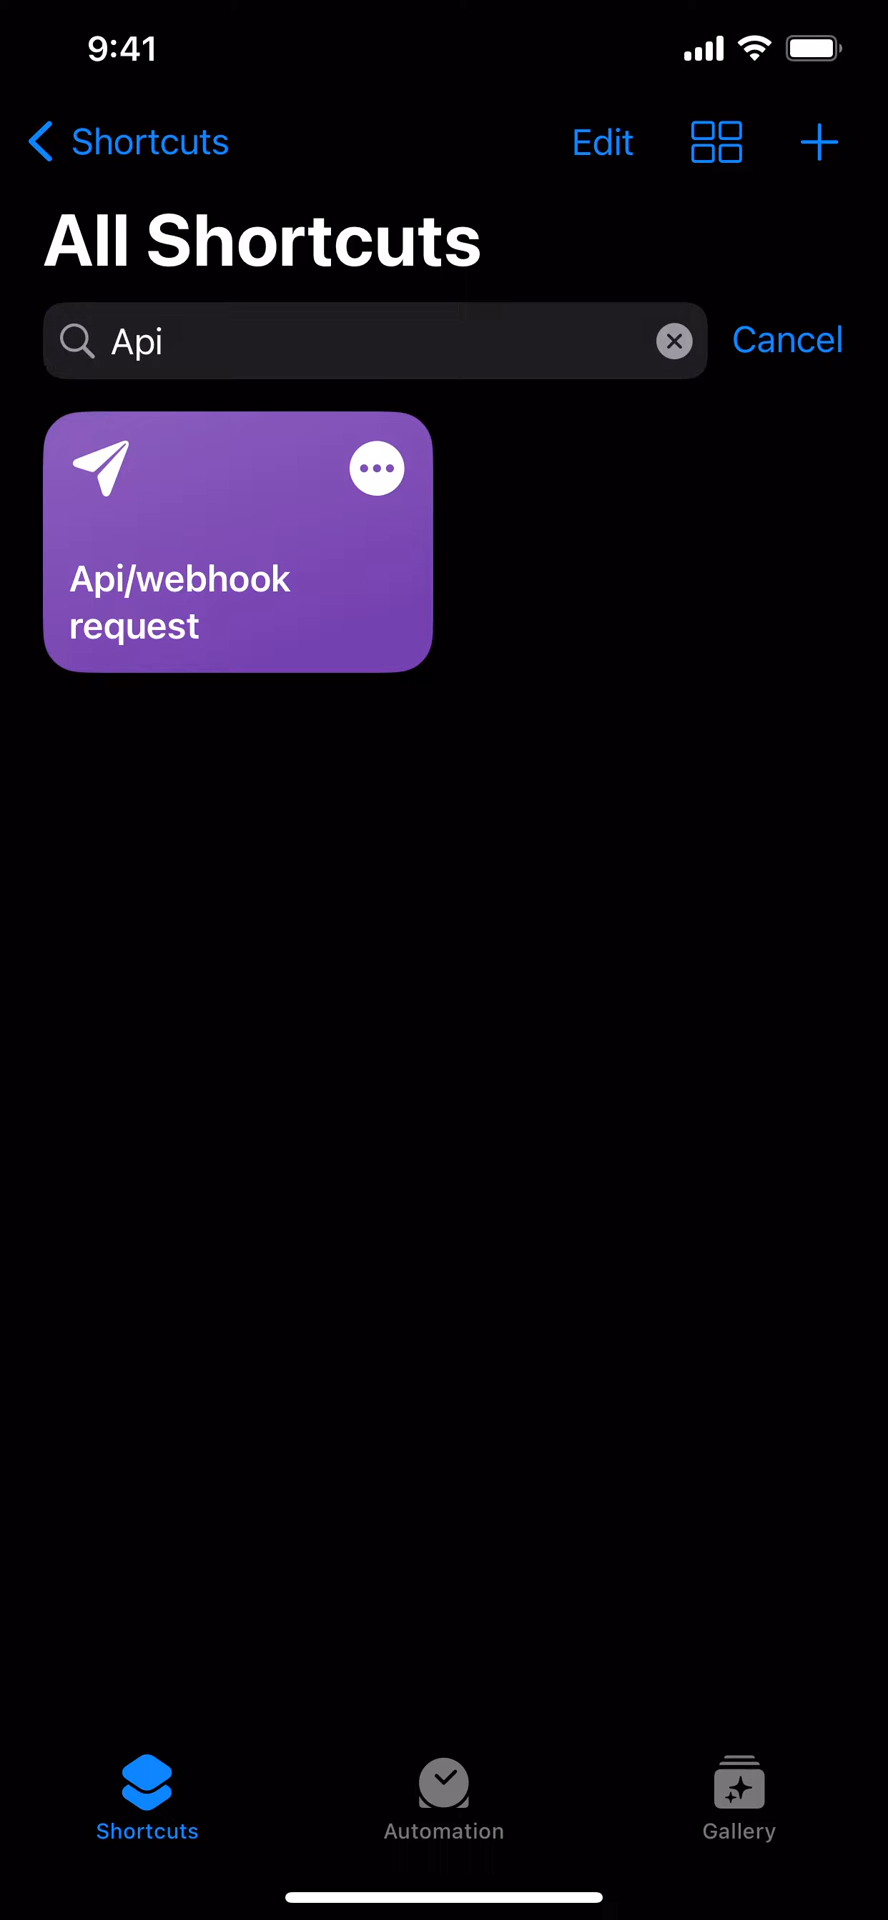 9:41
Shortcuts
Edit
All Shortcuts
Api
Cancel
Api/webhook
request
Shortcuts
Automation
Gallery